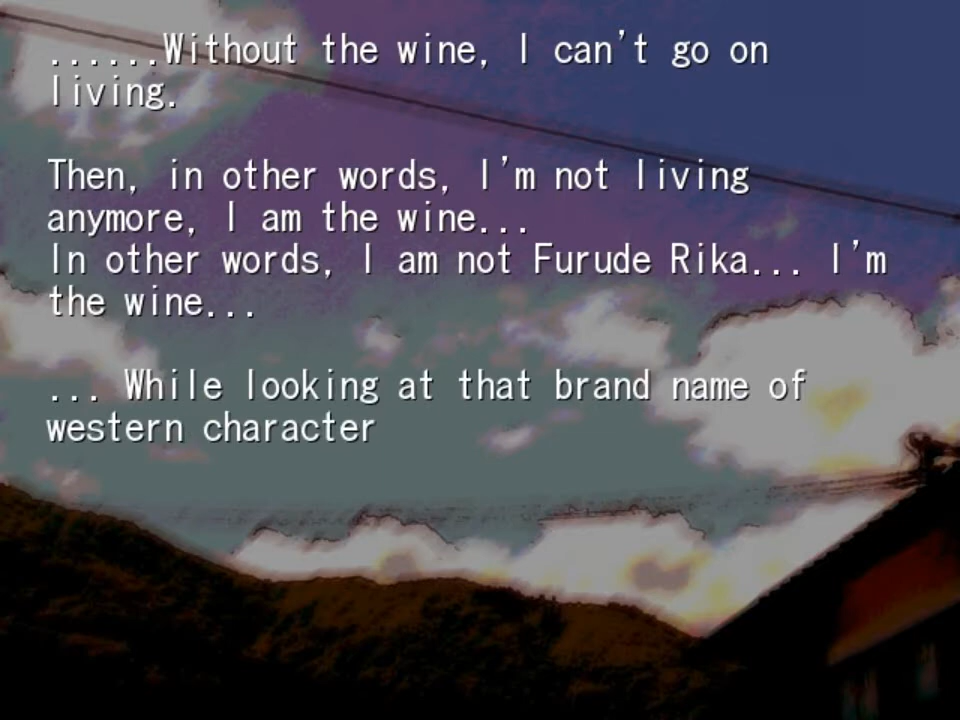 ......Without the wine, I can't go on
living.
Then, in other words, I'm not living
anymore, I am the wine...
In other words, I am not Furude Rika... I'm
the wine...
... While looking at that brand name of
western character